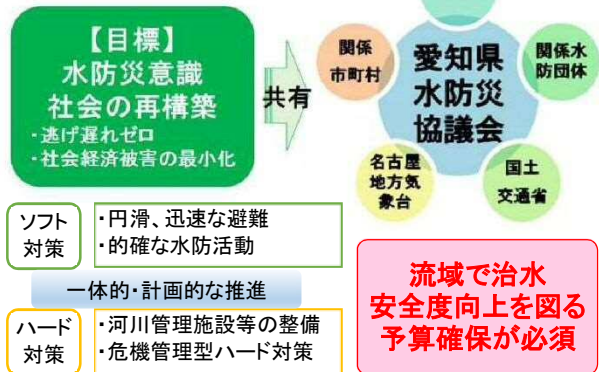 【目標】
水防災意識
社会の再構築
・逃げ遅れゼロ
・社会経済被害の最小化
共有
愛知県
水防災
協議会
関係
市町村
関係水
防団体
名古屋
地方気
象台
国土
交通省
ソフト
対策
・円滑、迅速な避難
・的確な水防活動
一体的・計画的な推進
ハード
対策
・河川管理施設等の整備
・危機管理型ハード対策
流域で治水
安全度向上を図る
予算確保が必須